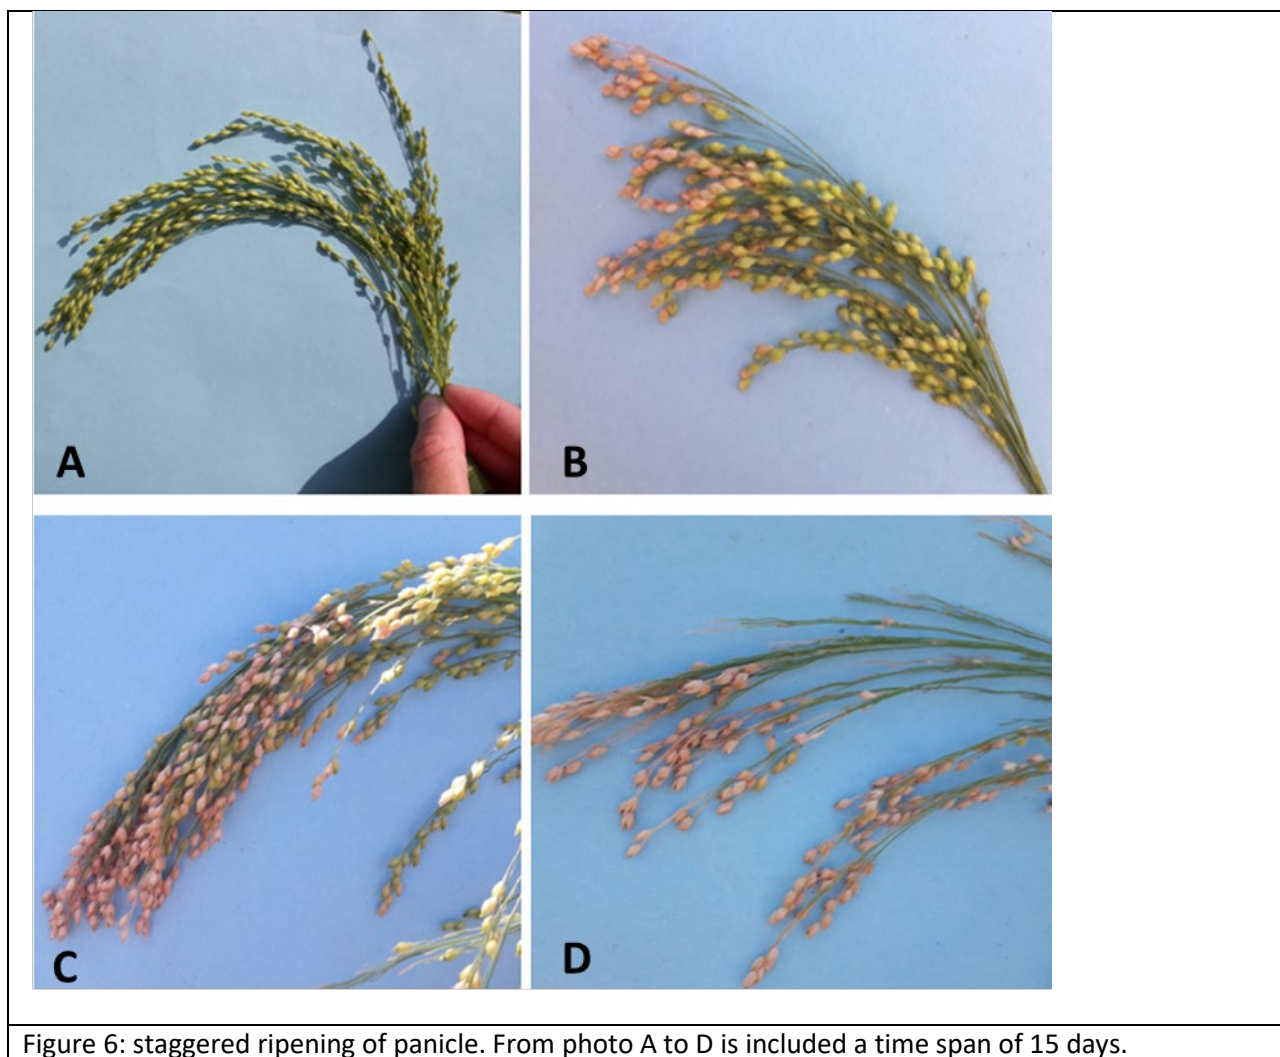 A
B
C
D
Figure 6: staggered ripening of panicle. From photo A to D is included a time span of 15 days.